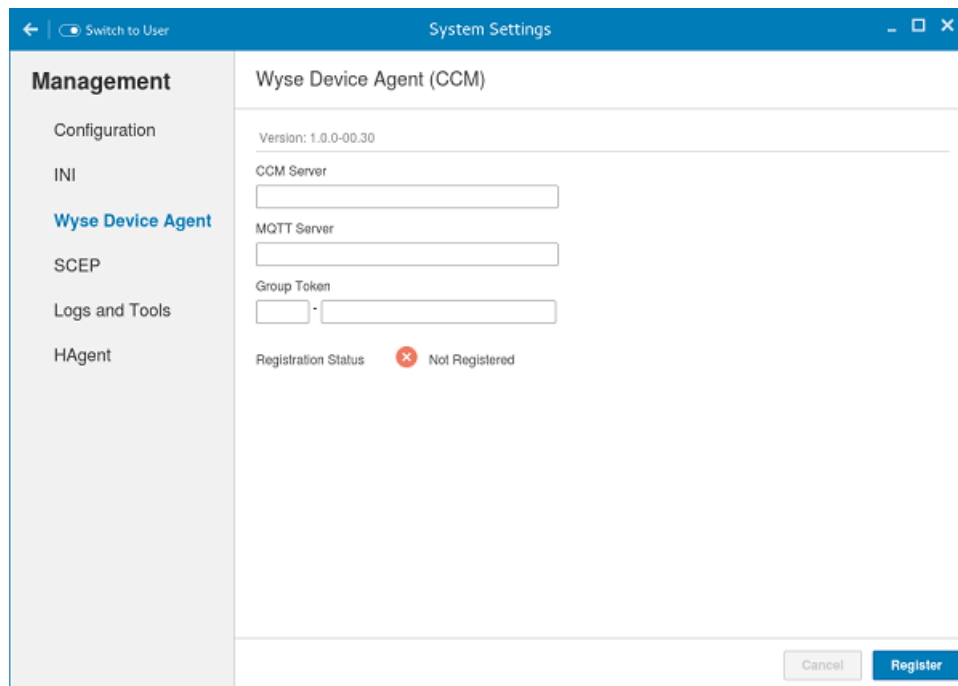 Switch to User
System Settings
Management
Configuration
INI
Wyse Device Agent
SCEP
Logs and Tools
HAgent
Wyse Device Agent (CCM)
Version: 1.0.0-00.30
CCM Server
MQTT Server
Group Token
-
Registration Status Not Registered
Cancel Register